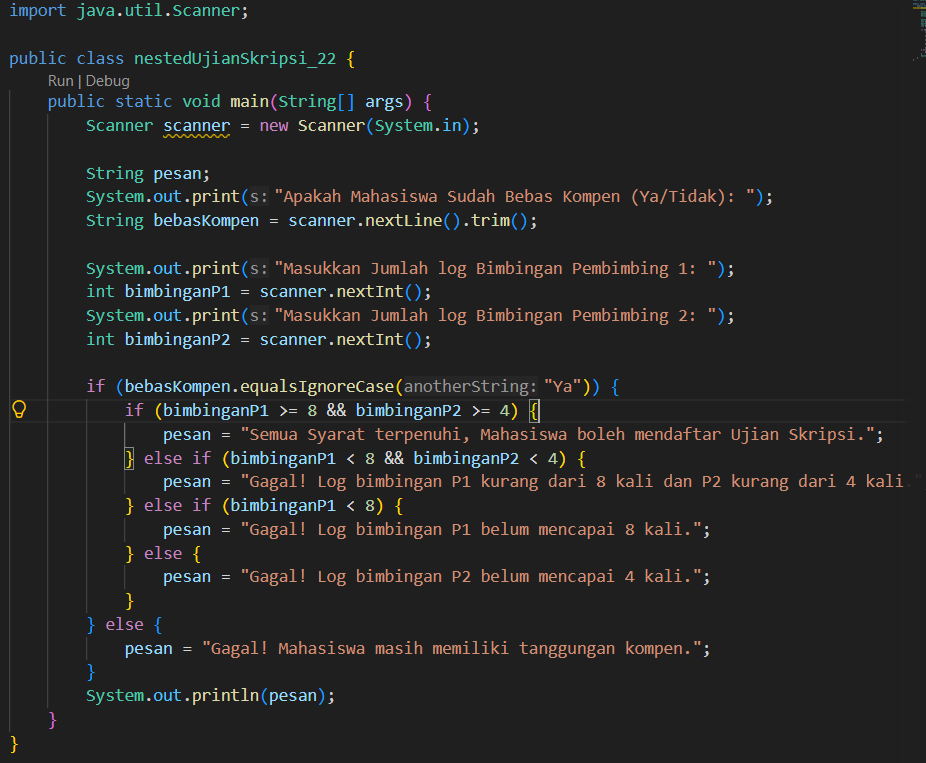 import java.util.Scanner;
public class nestedUjianSkripsi_22 {
Run | Debug
public static void main(String[] args) {
Scanner scanner = new Scanner(System.in);
String pesan;
System.out.print(s: "Apakah Mahasiswa Sudah Bebas Kompen (Ya/Tidak): ");
String bebasKompen = scanner.nextLine().trim();
System.out.print(s: "Masukkan Jumlah log Bimbingan Pembimbing 1: ");
int bimbinganP1 = scanner.nextInt();
System.out.print(s: "Masukkan Jumlah log Bimbingan Pembimbing 2: ");
int bimbinganP2 = scanner.nextInt();
if (bebasKompen.equalsIgnoreCase(anotherString: "Ya")) {
if (bimbinganP1 >= 8 && bimbinganP2 >= 4) {
pesan = "Semua Syarat terpenuhi, Mahasiswa boleh mendaftar Ujian Skripsi.";
} else if (bimbinganP1 < 8 && bimbinganP2 < 4) {
pesan = "Gagal! Log bimbingan P1 kurang dari 8 kali dan P2 kurang dari 4 kali."
} else if (bimbinganP1 < 8) {
pesan = "Gagal! Log bimbingan P1 belum mencapai 8 kali.";
} else {
pesan = "Gagal! Log bimbingan P2 belum mencapai 4 kali.";
}
} else {
pesan = "Gagal! Mahasiswa masih memiliki tanggungan kompen.";
}
System.out.println(pesan);
}
}